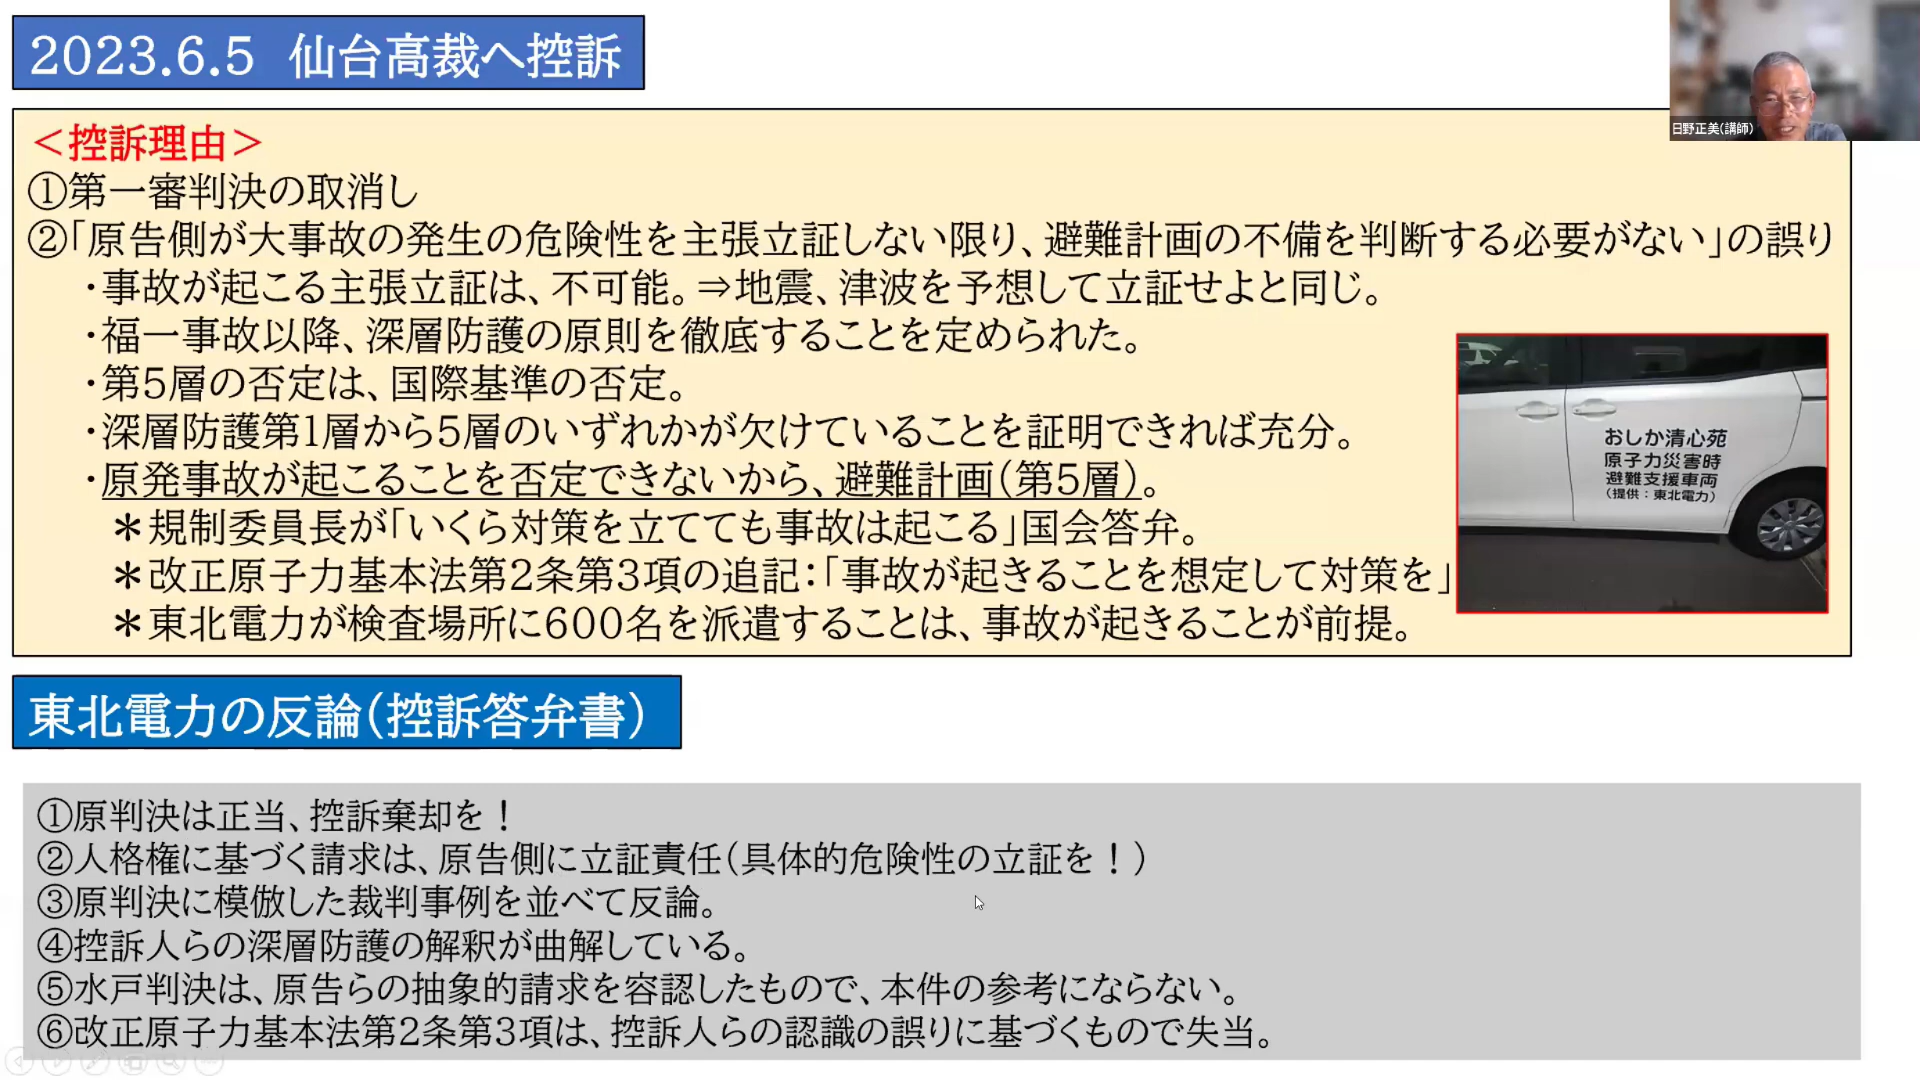 2023.6.5 仙台高裁へ控訴
日野正美(講師)
＜控訴理由＞
①第一審判決の取消し
②「原告側が大事故の発生の危険性を主張立証しない限り、避難計画の不備を判断する必要がない」の誤り
・事故が起こる主張立証は、不可能。⇒地震、津波を予想して立証せよと同じ。
・福一事故以降、深層防護の原則を徹底することを定められた。
・第5層の否定は、国際基準の否定。
・深層防護第1層から5層のいずれかが欠けていることを証明できれば充分。
・原発事故が起こることを否定できないから、避難計画(第5層)。
＊規制委員長が「いくら対策を立てても事故は起こる」国会答弁。
＊改正原子力基本法第2条第3項の追記:「事故が起きることを想定して対策を」
＊東北電力が検査場所に600名を派遣することは、事故が起きることが前提。
おしか清心苑
原子力災害時
避難支援車両
(提供:東北電力)
東北電力の反論(控訴答弁書)
①原判決は正当、控訴棄却を！
②人格権に基づく請求は、原告側に立証責任(具体的危険性の立証を！)
③原判決に模倣した裁判事例を並べて反論。
④控訴人らの深層防護の解釈が曲解している。
⑤水戸判決は、原告らの抽象的請求を容認したもので、本件の参考にならない。
⑥改正原子力基本法第2条第3項は、控訴人らの認識の誤りに基づくもので失当。